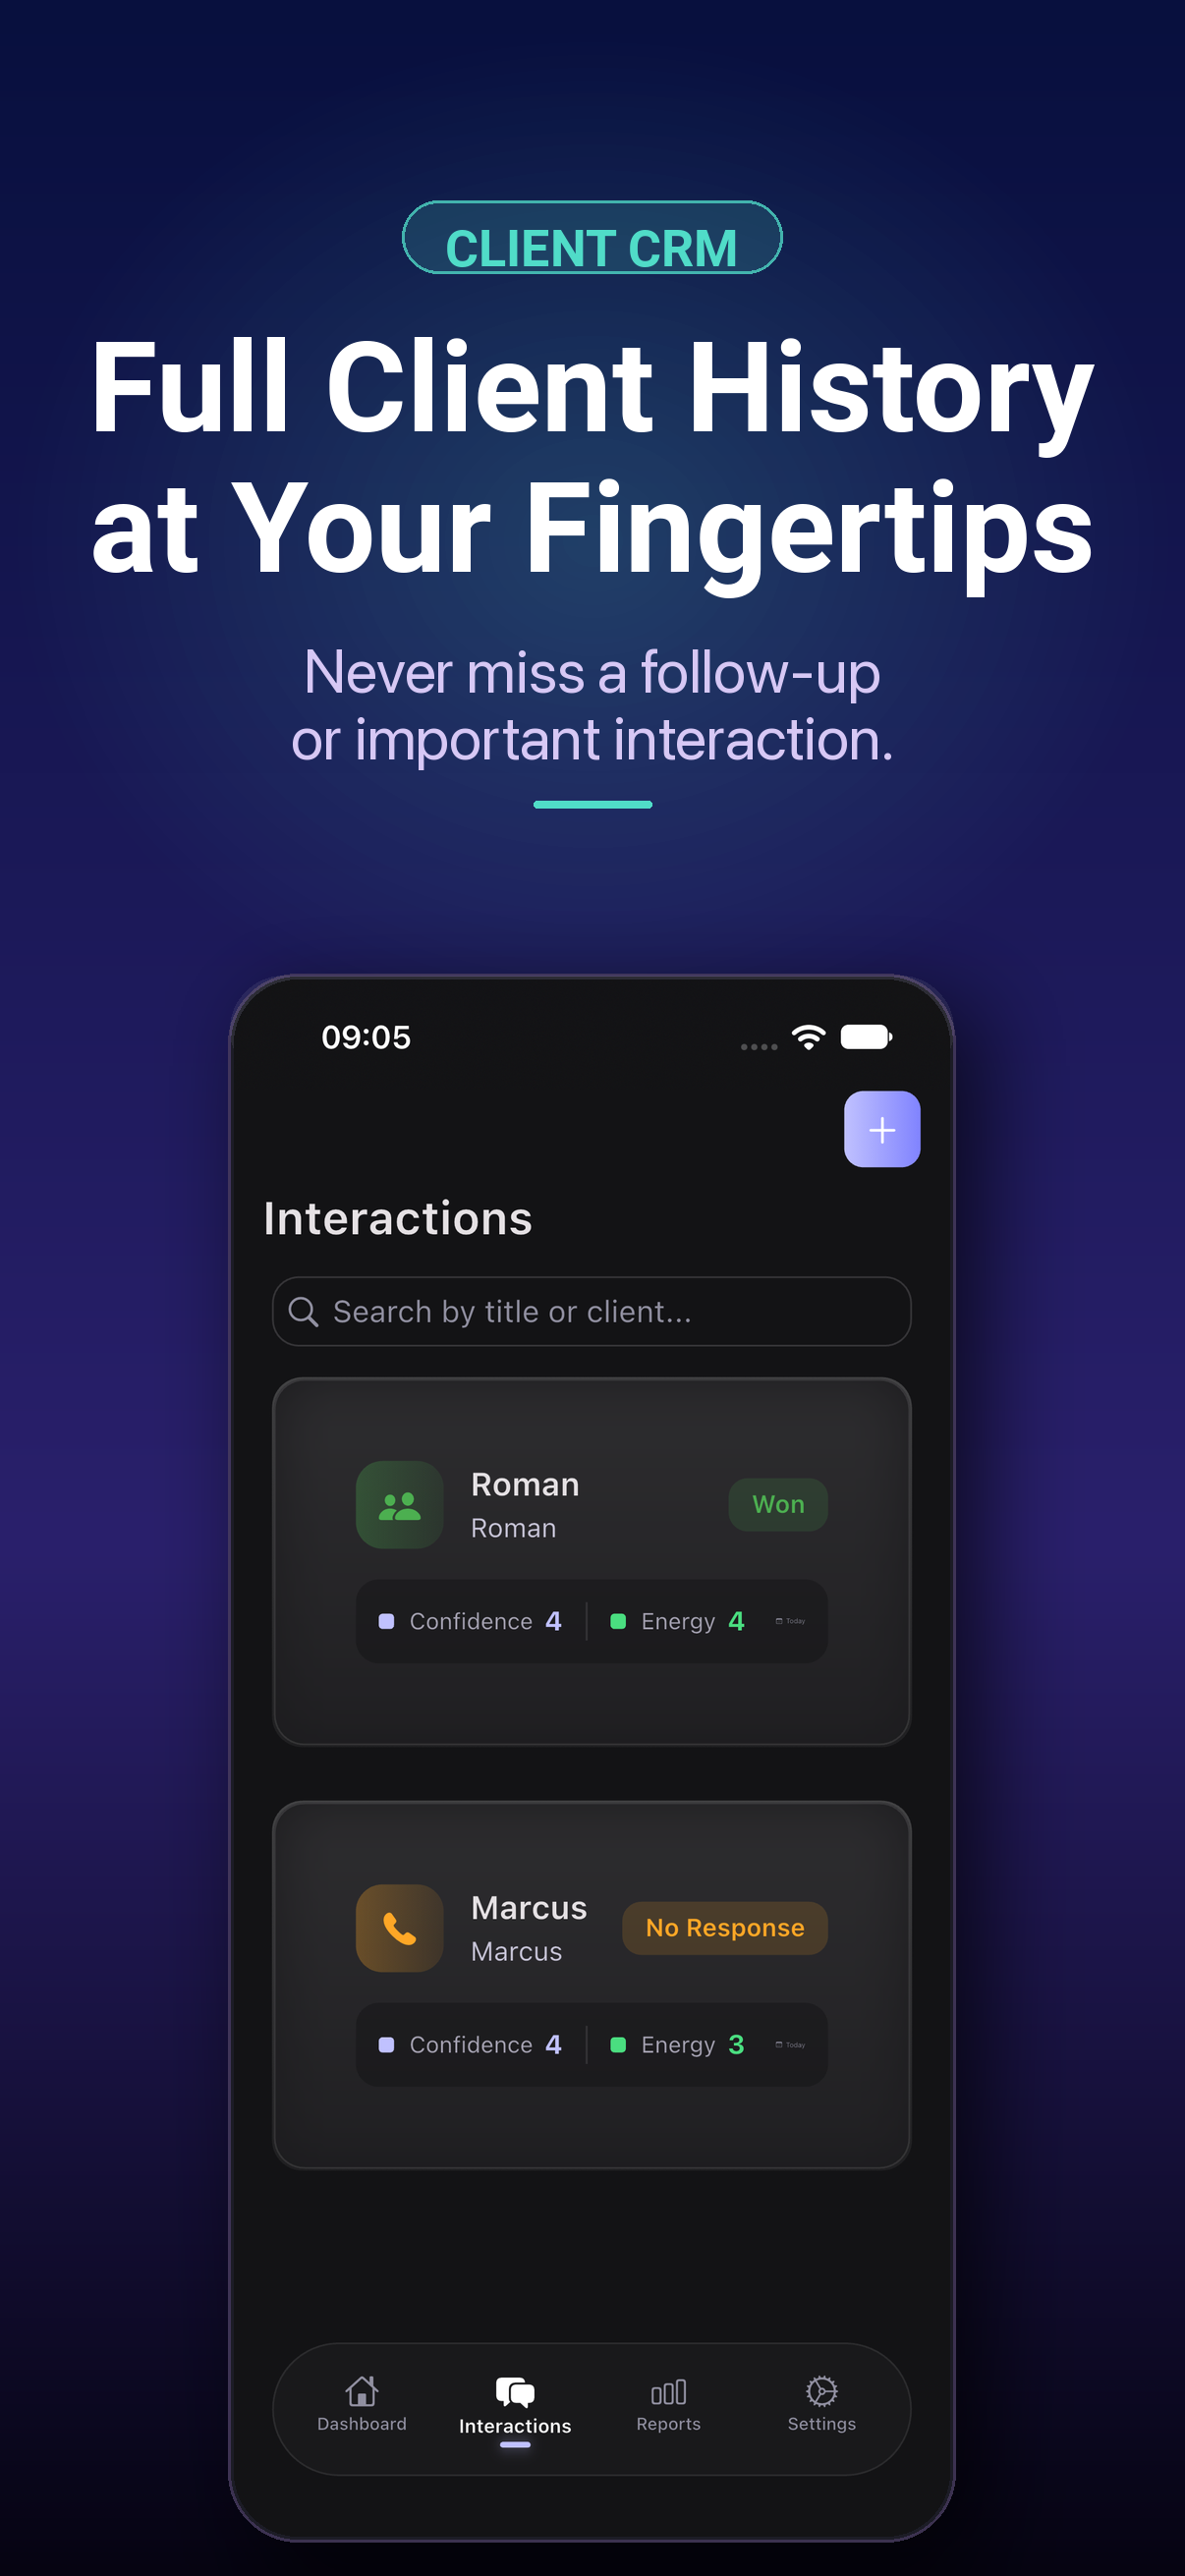 CLIENT CRM
Full Client History
at Your Fingertips
Never miss a follow-up
or important interaction.
09:05
Interactions
Search by title or client...
Roman
Won
Roman
Confidence 4
Energy 4
Today
Marcus
No Response
Marcus
Confidence 4
Energy 3
Today
Dashboard
Interactions
Reports
Settings